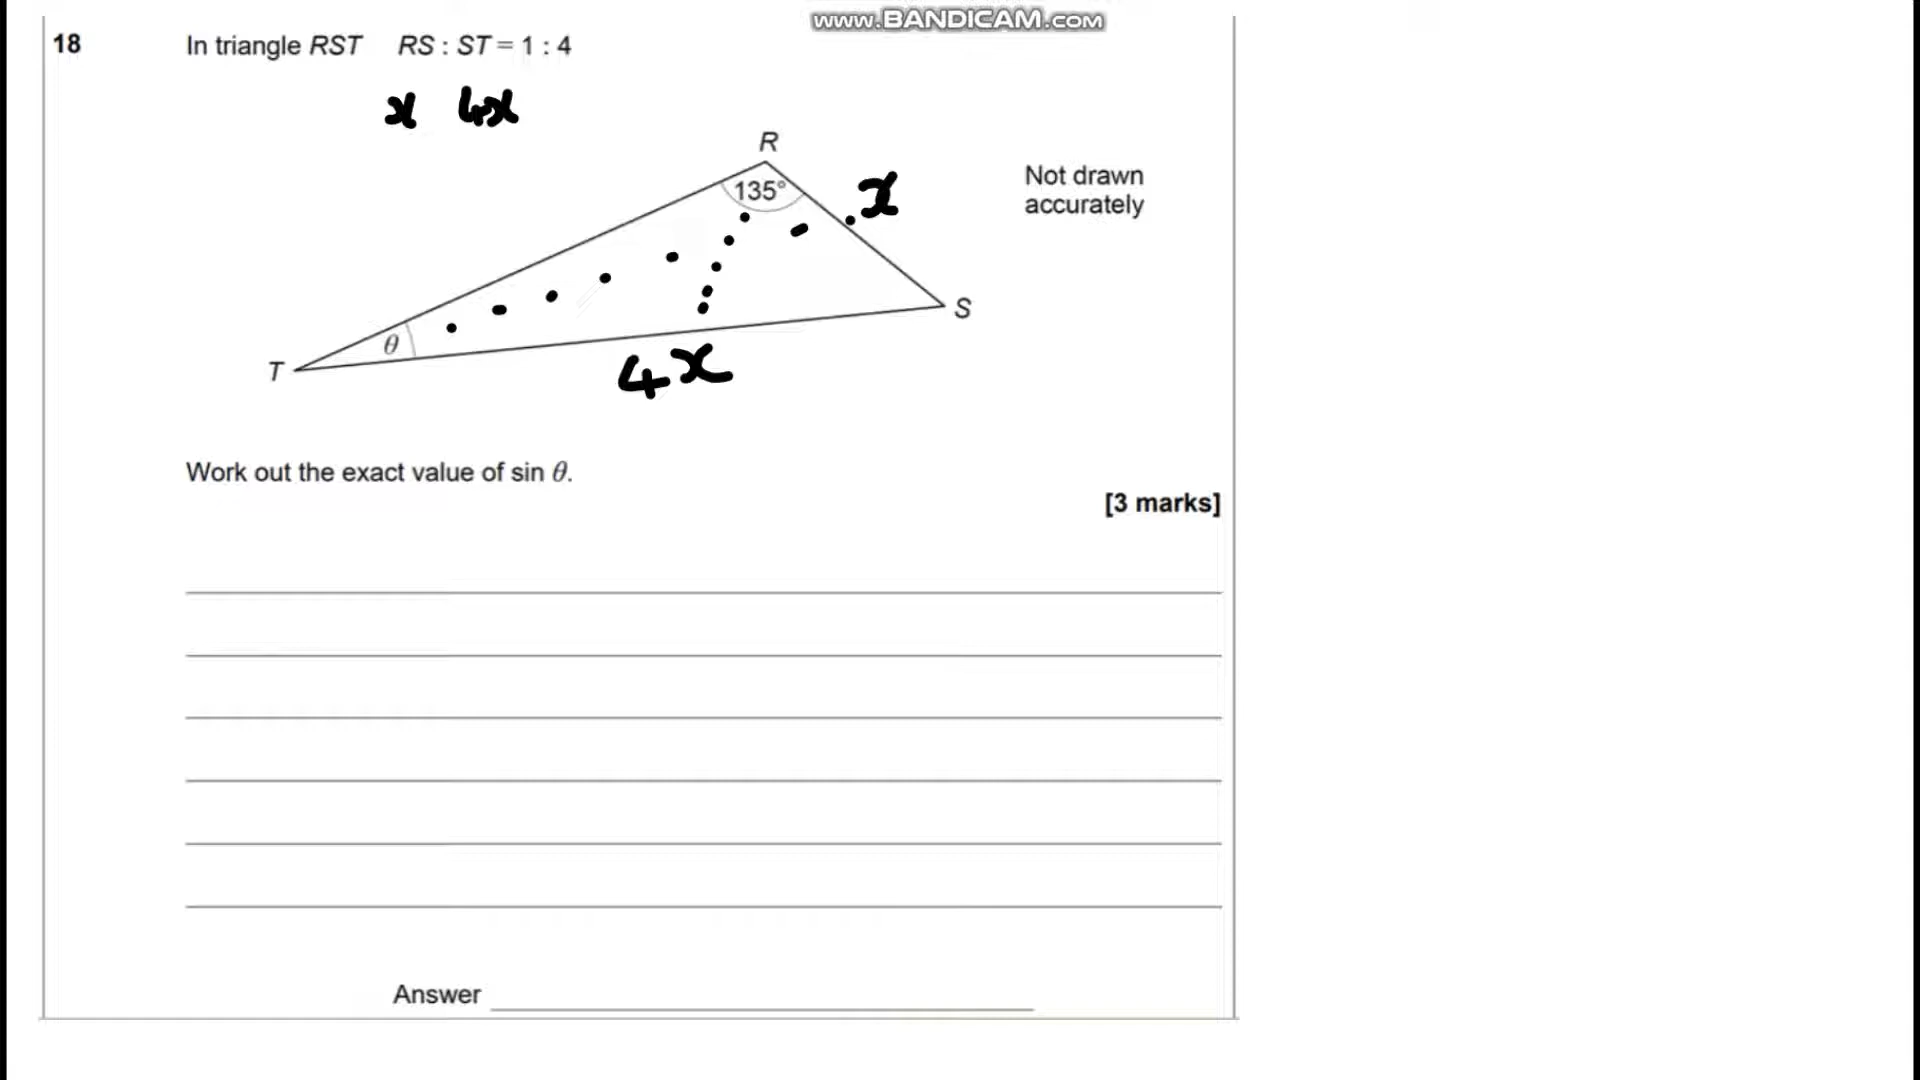 www.BANDICAM.com
18 In triangle RST RS : ST = 1 : 4
x 4x
R
135°
x
Not drawn
accurately
θ
S
T
4x
Work out the exact value of sin θ.
[3 marks]
Answer